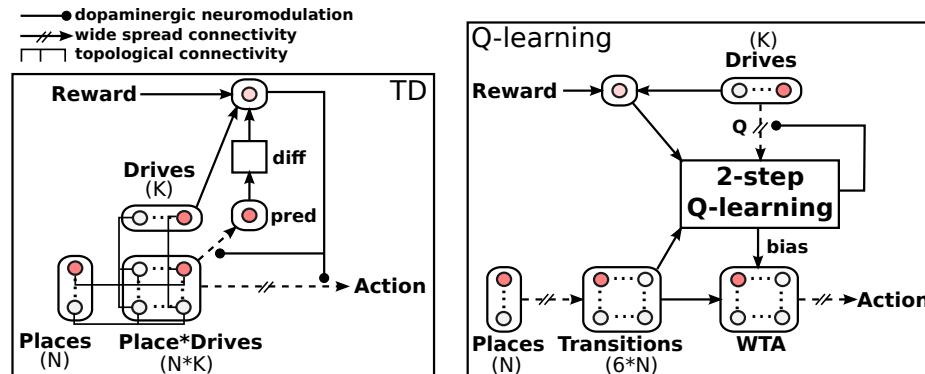 dopaminergic neuromodulation
wide spread connectivity
topological connectivity
TD
Reward
diff
Drives
(K)
pred
Action
Places
(N)
Place*Drives
(N*K)
Q-learning
(K)
Drives
Reward
Q
2-step
Q-learning
bias
Action
Places
(N)
Transitions
(6*N)
WTA